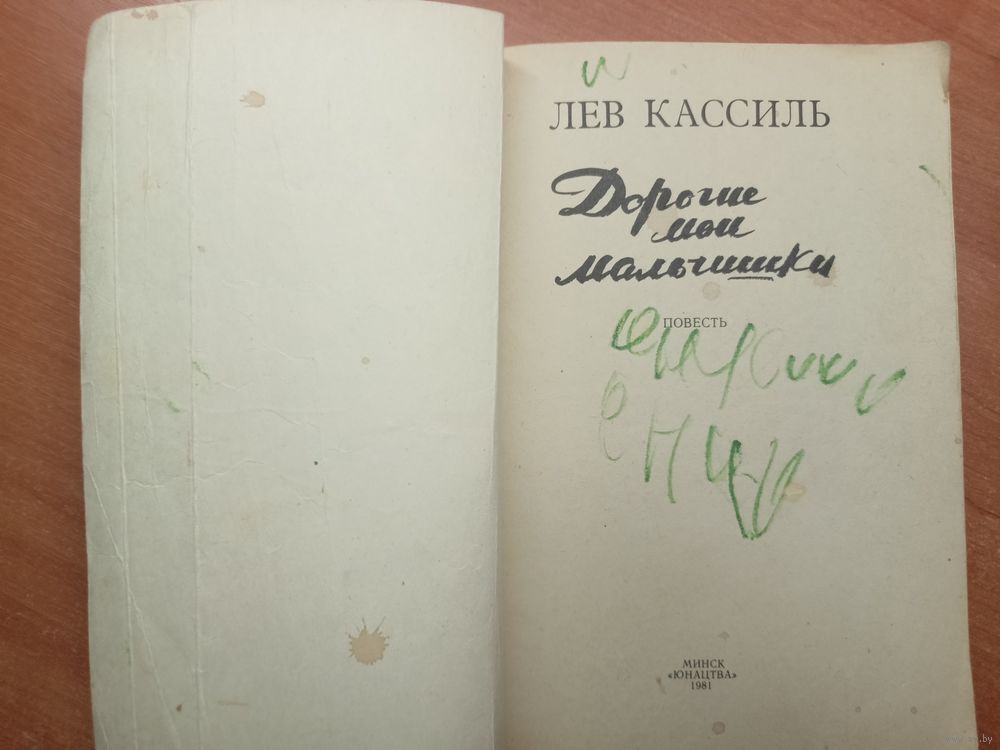 ЛЕВ КАССИЛЬ
Дорогие
мои
мальчишки
ПОВЕСТЬ
МИНСК
«ЮНАЦТВА»
1981